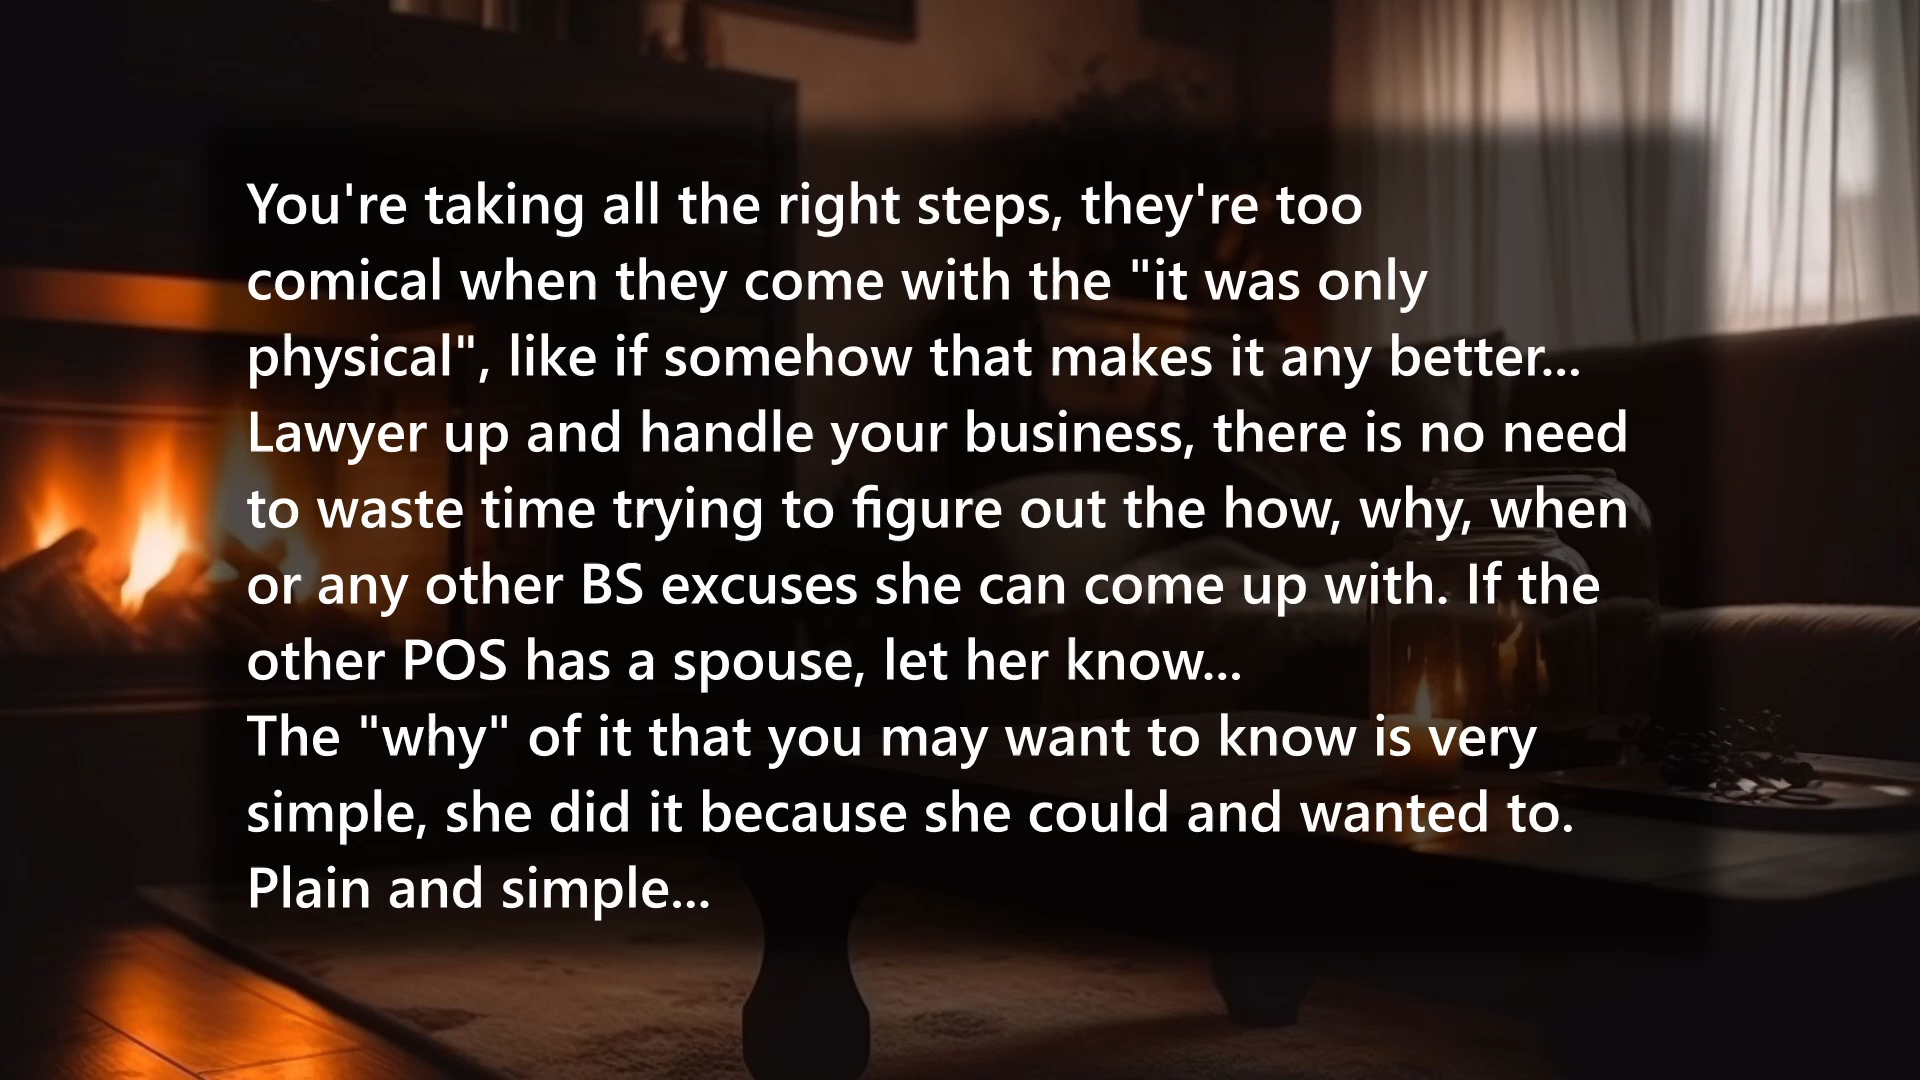 You're taking all the right steps, they're too
comical when they come with the "it was only
physical", like if somehow that makes it any better...
Lawyer up and handle your business, there is no need
to waste time trying to figure out the how, why, when
or any other BS excuses she can come up with. If the
other POS has a spouse, let her know...
The "why" of it that you may want to know is very
simple, she did it because she could and wanted to.
Plain and simple...